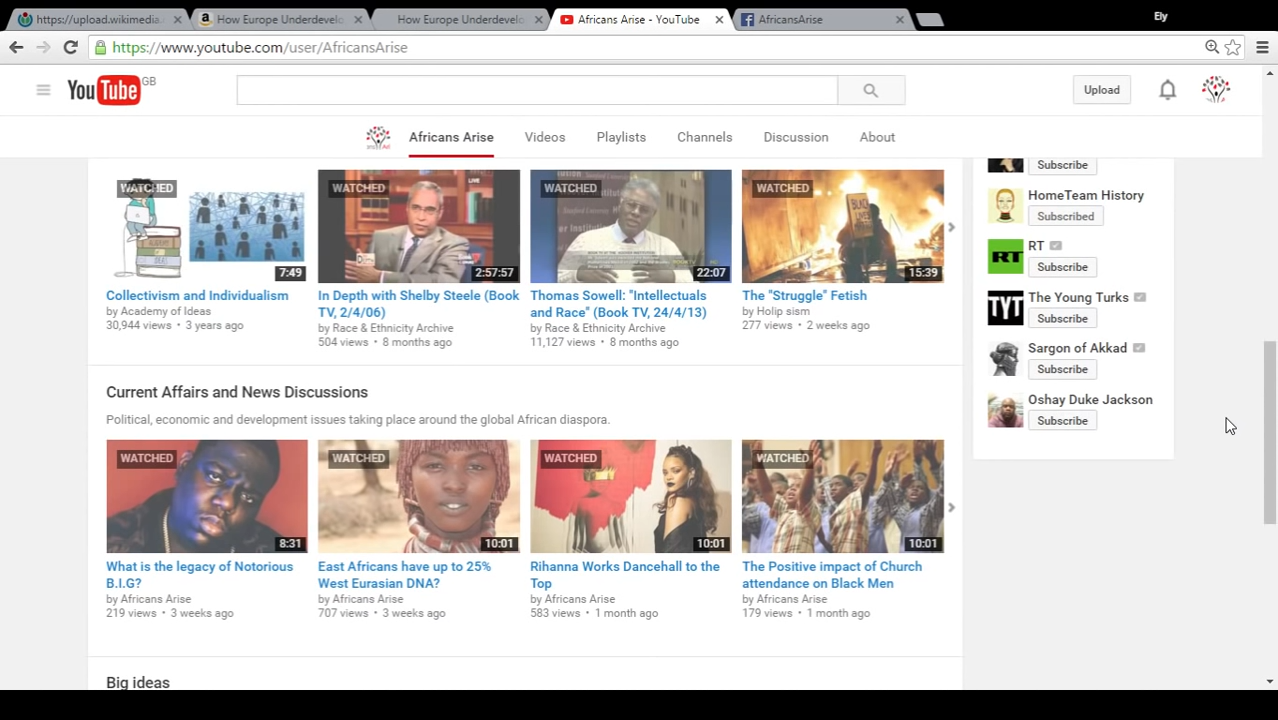 https://upload.wikimedia.
How Europe Underdevelo
How Europe Underdevelo
Africans Arise - YouTube
AfricansArise
Ely
https://www.youtube.com/user/AfricansArise
YouTube GB
Upload
Africans Arise
Videos
Playlists
Channels
Discussion
About
WATCHED
7:49
Collectivism and Individualism
by Academy of Ideas
30,944 views • 3 years ago
WATCHED
LIVE
2:57:57
In Depth with Shelby Steele (Book
TV, 2/4/06)
by Race & Ethnicity Archive
504 views • 8 months ago
WATCHED
22:07
Thomas Sowell: "Intellectuals
and Race" (Book TV, 24/4/13)
by Race & Ethnicity Archive
11,127 views • 8 months ago
WATCHED
BLACK
LIVES
15:39
The "Struggle" Fetish
by Holip sism
277 views • 2 weeks ago
Subscribe
HomeTeam History
Subscribed
RT
RT
Subscribe
TYT
The Young Turks
Subscribe
Sargon of Akkad
Subscribe
Oshay Duke Jackson
Subscribe
Current Affairs and News Discussions
Political, economic and development issues taking place around the global African diaspora.
WATCHED
8:31
What is the legacy of Notorious
B.I.G?
by Africans Arise
219 views • 3 weeks ago
WATCHED
10:01
East Africans have up to 25%
West Eurasian DNA?
by Africans Arise
707 views • 3 weeks ago
WATCHED
10:01
Rihanna Works Dancehall to the
Top
by Africans Arise
583 views • 1 month ago
WATCHED
10:01
The Positive impact of Church
attendance on Black Men
by Africans Arise
179 views • 1 month ago
Big ideas